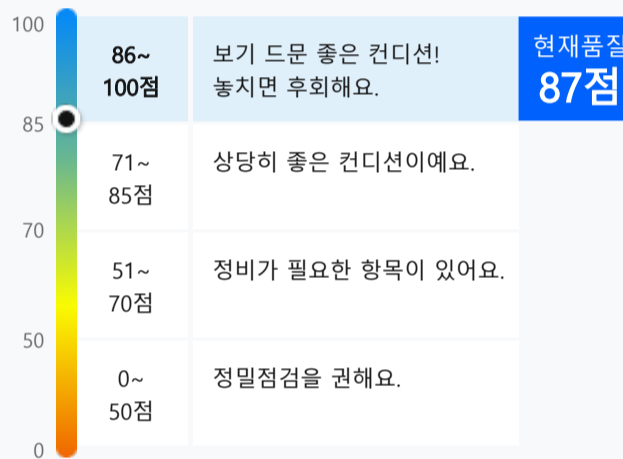 100
86~
100점
보기 드문 좋은 컨디션!
놓치면 후회해요.
현재품질
87점
85
71~
85점
상당히 좋은 컨디션이예요.
70
51~
70점
정비가 필요한 항목이 있어요.
50
0~
50점
정밀점검을 권해요.
0